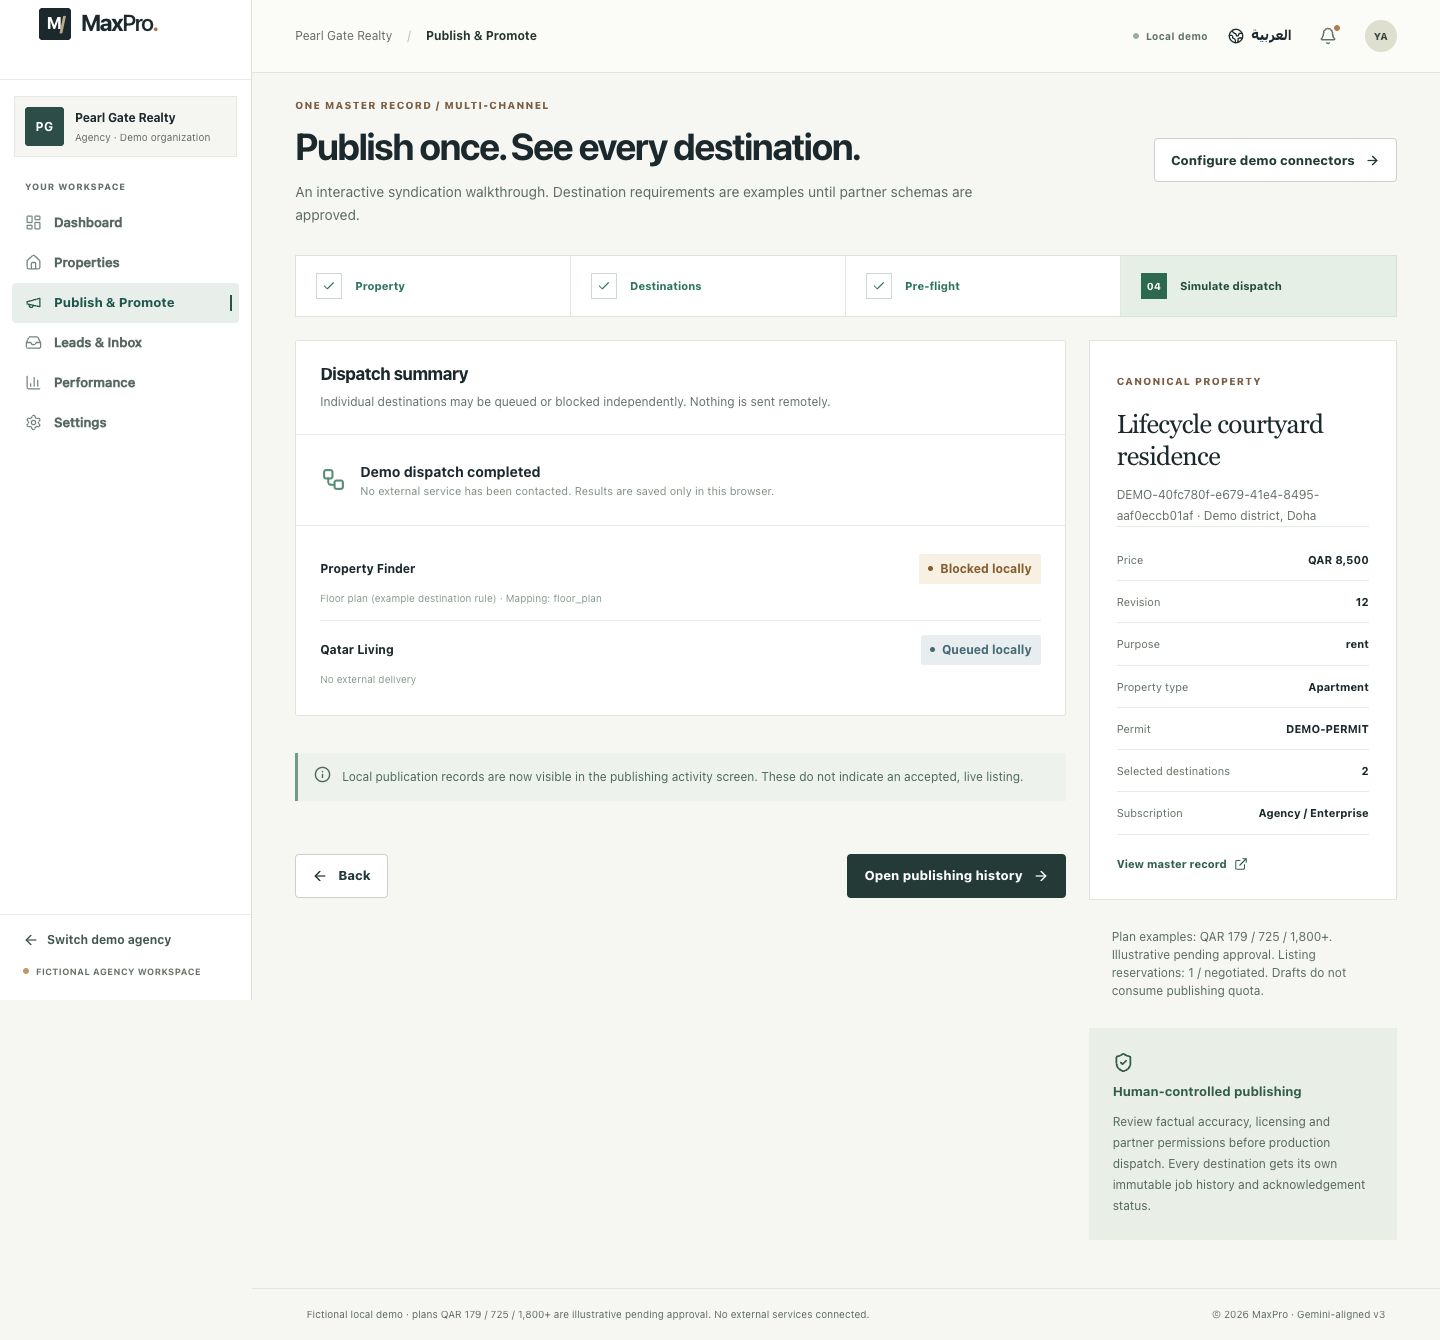 M/ MaxPro.
PG
Pearl Gate Realty
Agency · Demo organization
YOUR WORKSPACE
Dashboard
Properties
Publish & Promote
Leads & Inbox
Performance
Settings
Switch demo agency
FICTIONAL AGENCY WORKSPACE
Pearl Gate Realty / Publish & Promote
Local demo
العربية
YA
ONE MASTER RECORD / MULTI-CHANNEL
Publish once. See every destination.
An interactive syndication walkthrough. Destination requirements are examples until partner schemas are
approved.
Configure demo connectors
Property
Destinations
Pre-flight
04 Simulate dispatch
Dispatch summary
Individual destinations may be queued or blocked independently. Nothing is sent remotely.
Demo dispatch completed
No external service has been contacted. Results are saved only in this browser.
Property Finder
Blocked locally
Floor plan (example destination rule) · Mapping: floor_plan
Qatar Living
Queued locally
No external delivery
Local publication records are now visible in the publishing activity screen. These do not indicate an accepted, live listing.
Back
Open publishing history
CANONICAL PROPERTY
Lifecycle courtyard
residence
DEMO-40fc780f-e679-41e4-8495-
aaf0eccb01af · Demo district, Doha
Price QAR 8,500
Revision 12
Purpose rent
Property type Apartment
Permit DEMO-PERMIT
Selected destinations 2
Subscription Agency / Enterprise
View master record
Plan examples: QAR 179 / 725 / 1,800+.
Illustrative pending approval. Listing
reservations: 1 / negotiated. Drafts do not
consume publishing quota.
Human-controlled publishing
Review factual accuracy, licensing and
partner permissions before production
dispatch. Every destination gets its own
immutable job history and acknowledgement
status.
Fictional local demo · plans QAR 179 / 725 / 1,800+ are illustrative pending approval. No external services connected.
© 2026 MaxPro · Gemini-aligned v3